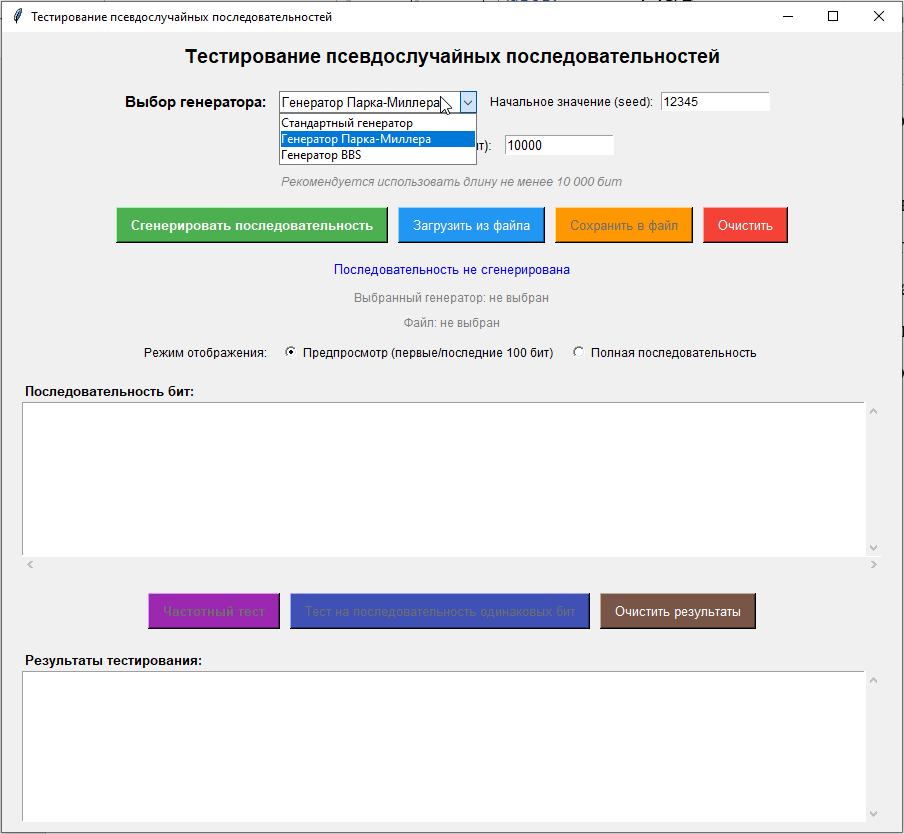 Тестирование псевдослучайных последовательностей
Тестирование псевдослучайных последовательностей
Выбор генератора: Генератор Парка-Миллера Начальное значение (seed): 12345
Стандартный генератор
Генератор Парка-Миллера
Генератор BBS
т): 10000
Рекомендуется использовать длину не менее 10 000 бит
Сгенерировать последовательность Загрузить из файла Сохранить в файл Очистить
Последовательность не сгенерирована
Выбранный генератор: не выбран
Файл: не выбран
Режим отображения: Предпросмотр (первые/последние 100 бит) Полная последовательность
Последовательность бит:
Частотный тест Тест на последовательность одинаковых бит Очистить результаты
Результаты тестирования: